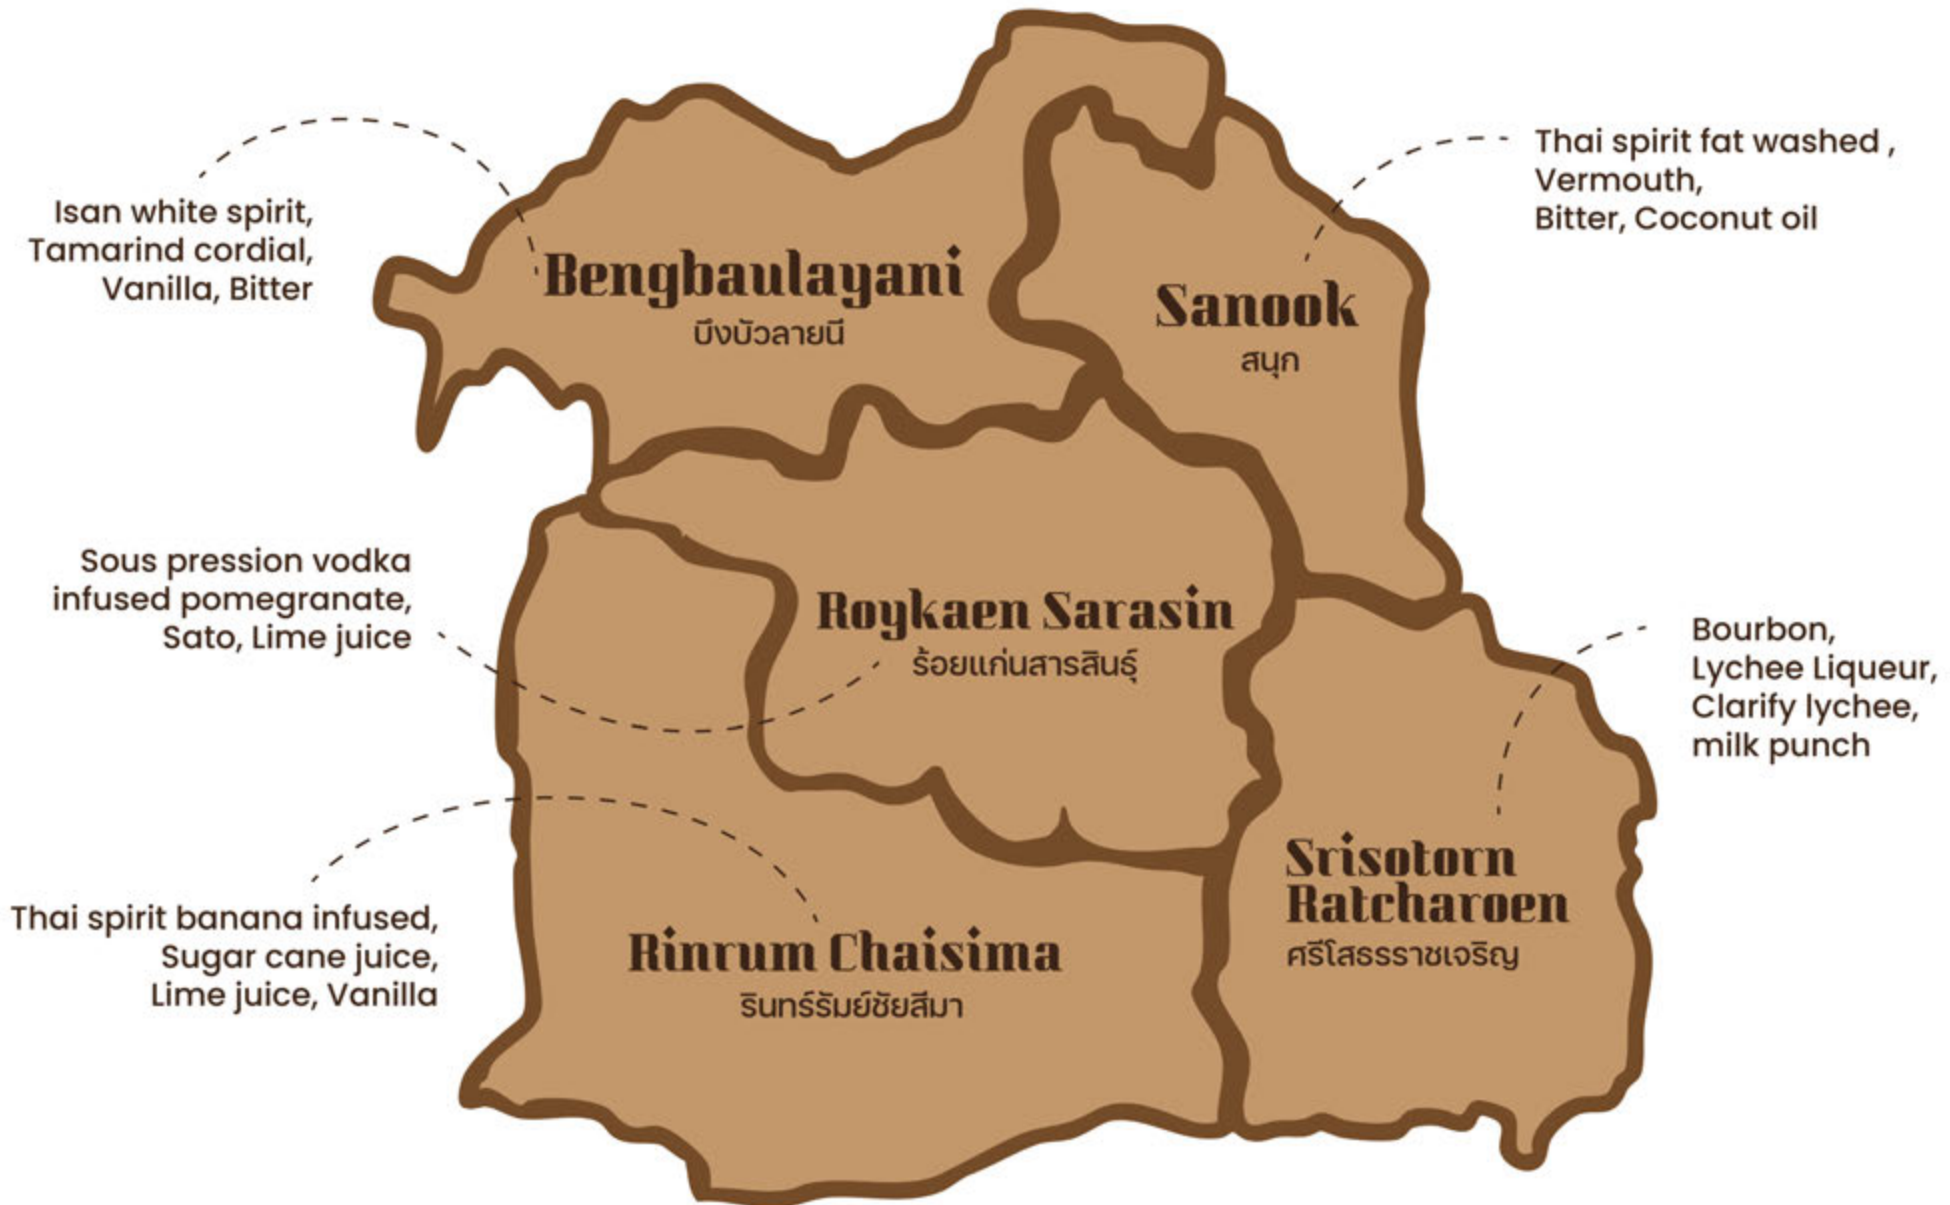 Isan white spirit,
Tamarind cordial,
Vanilla, Bitter
Bengbaulayani
บึงบัวลายนี
Thai spirit fat washed ,
Vermouth,
Bitter, Coconut oil
Sanook
สนุก
Sous pression vodka
infused pomegranate,
Sato, Lime juice
Roykaen Sarasin
ร้อยแก่นสารสินธุ์
Bourbon,
Lychee Liqueur,
Clarify lychee,
milk punch
Srisotorn
Ratcharoen
ศรีโสธรราชเจริญ
Thai spirit banana infused,
Sugar cane juice,
Lime juice, Vanilla
Rinrum Chaisima
รินทร์รัมย์ชัยสีมา